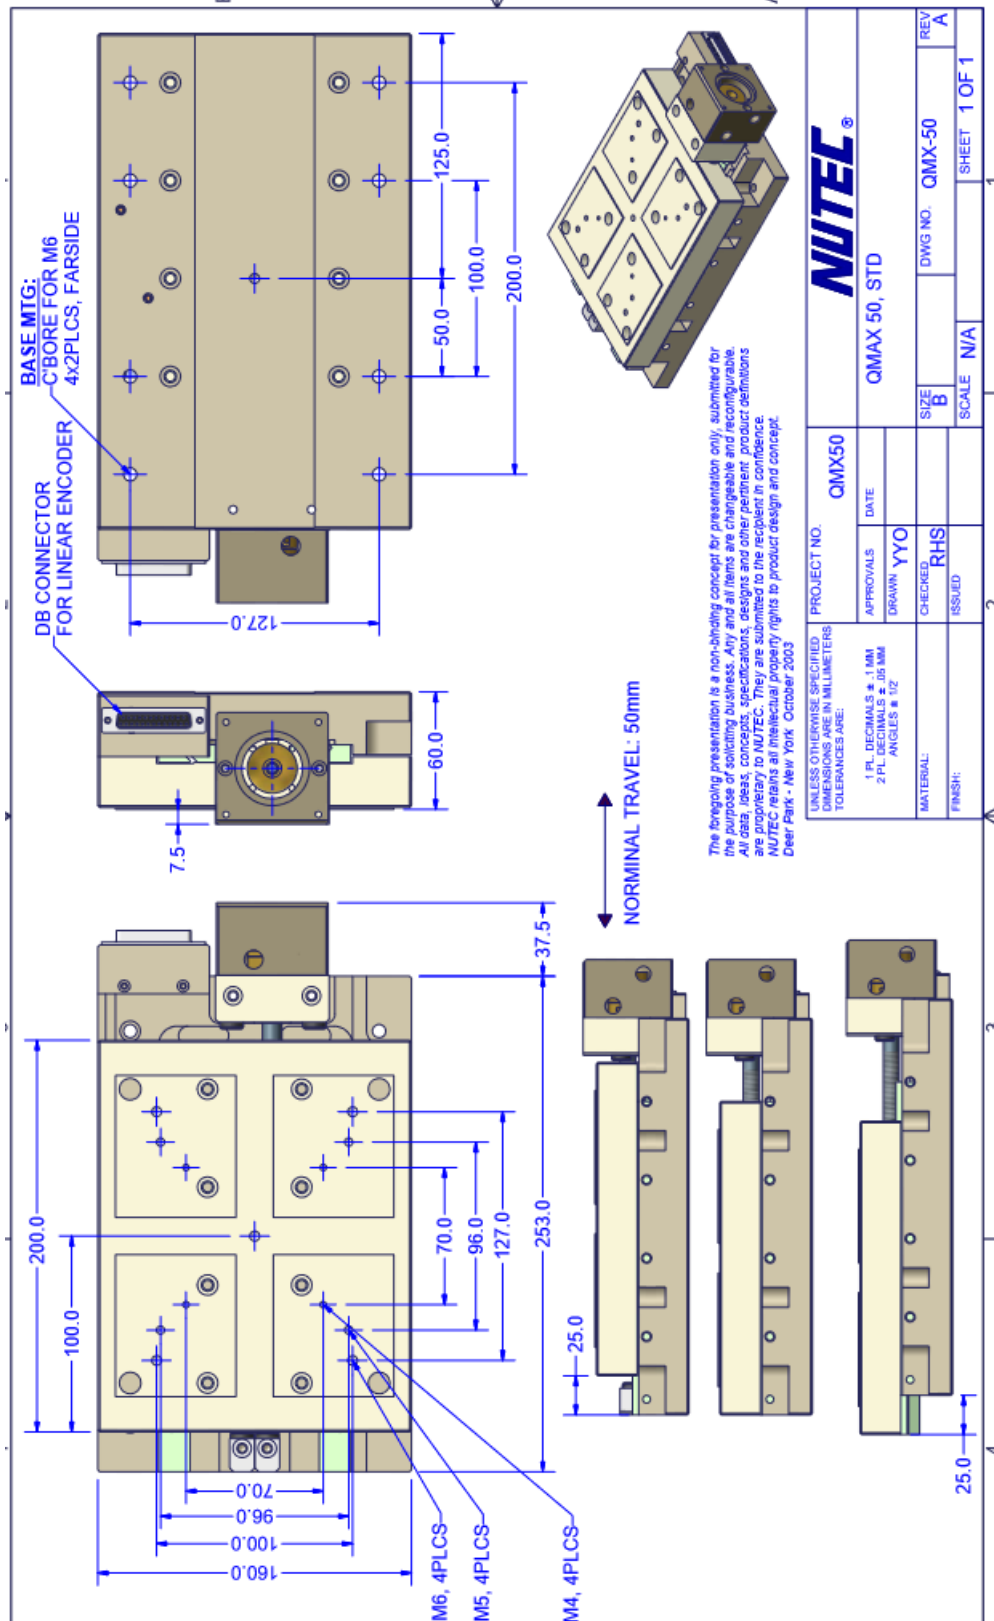 BASE MTG:
C'BORE FOR M6
4x2PLCS, FARSIDE
DB CONNECTOR
FOR LINEAR ENCODER
125.0
50.0
100.0
200.0
127.0
60.0
7.5
200.0
100.0
37.5
70.0
96.0
127.0
253.0
70.0
96.0
100.0
160.0
M6, 4PLCS
M5, 4PLCS
M4, 4PLCS
NORMINAL TRAVEL: 50mm
25.0
25.0
The foregoing presentation is a non-binding concept for presentation only, submitted for
the purpose of soliciting business. Any and all items are changeable and reconfigurable.
All data, ideas, concepts, specifications, designs and other pertinent product definitions
are proprietary to NUTEC. They are submitted to the recipient in confidence.
NUTEC retains all intellectual property rights to product design and concept.
Deer Park - New York October 2003
UNLESS OTHERWISE SPECIFIED
DIMENSIONS ARE IN MILLIMETERS
TOLERANCES ARE:
1 PL DECIMALS ± .1 MM
2 PL DECIMALS ± .05 MM
ANGLES ± 1/2
MATERIAL:
FINISH:
PROJECT NO.
QMX50
APPROVALS
DATE
DRAWN YYO
CHECKED RHS
ISSUED
NUTEC ®
QMAX 50, STD
SIZE B
DWG NO. QMX-50
REV A
SCALE N/A
SHEET 1 OF 1
1
2
3
4